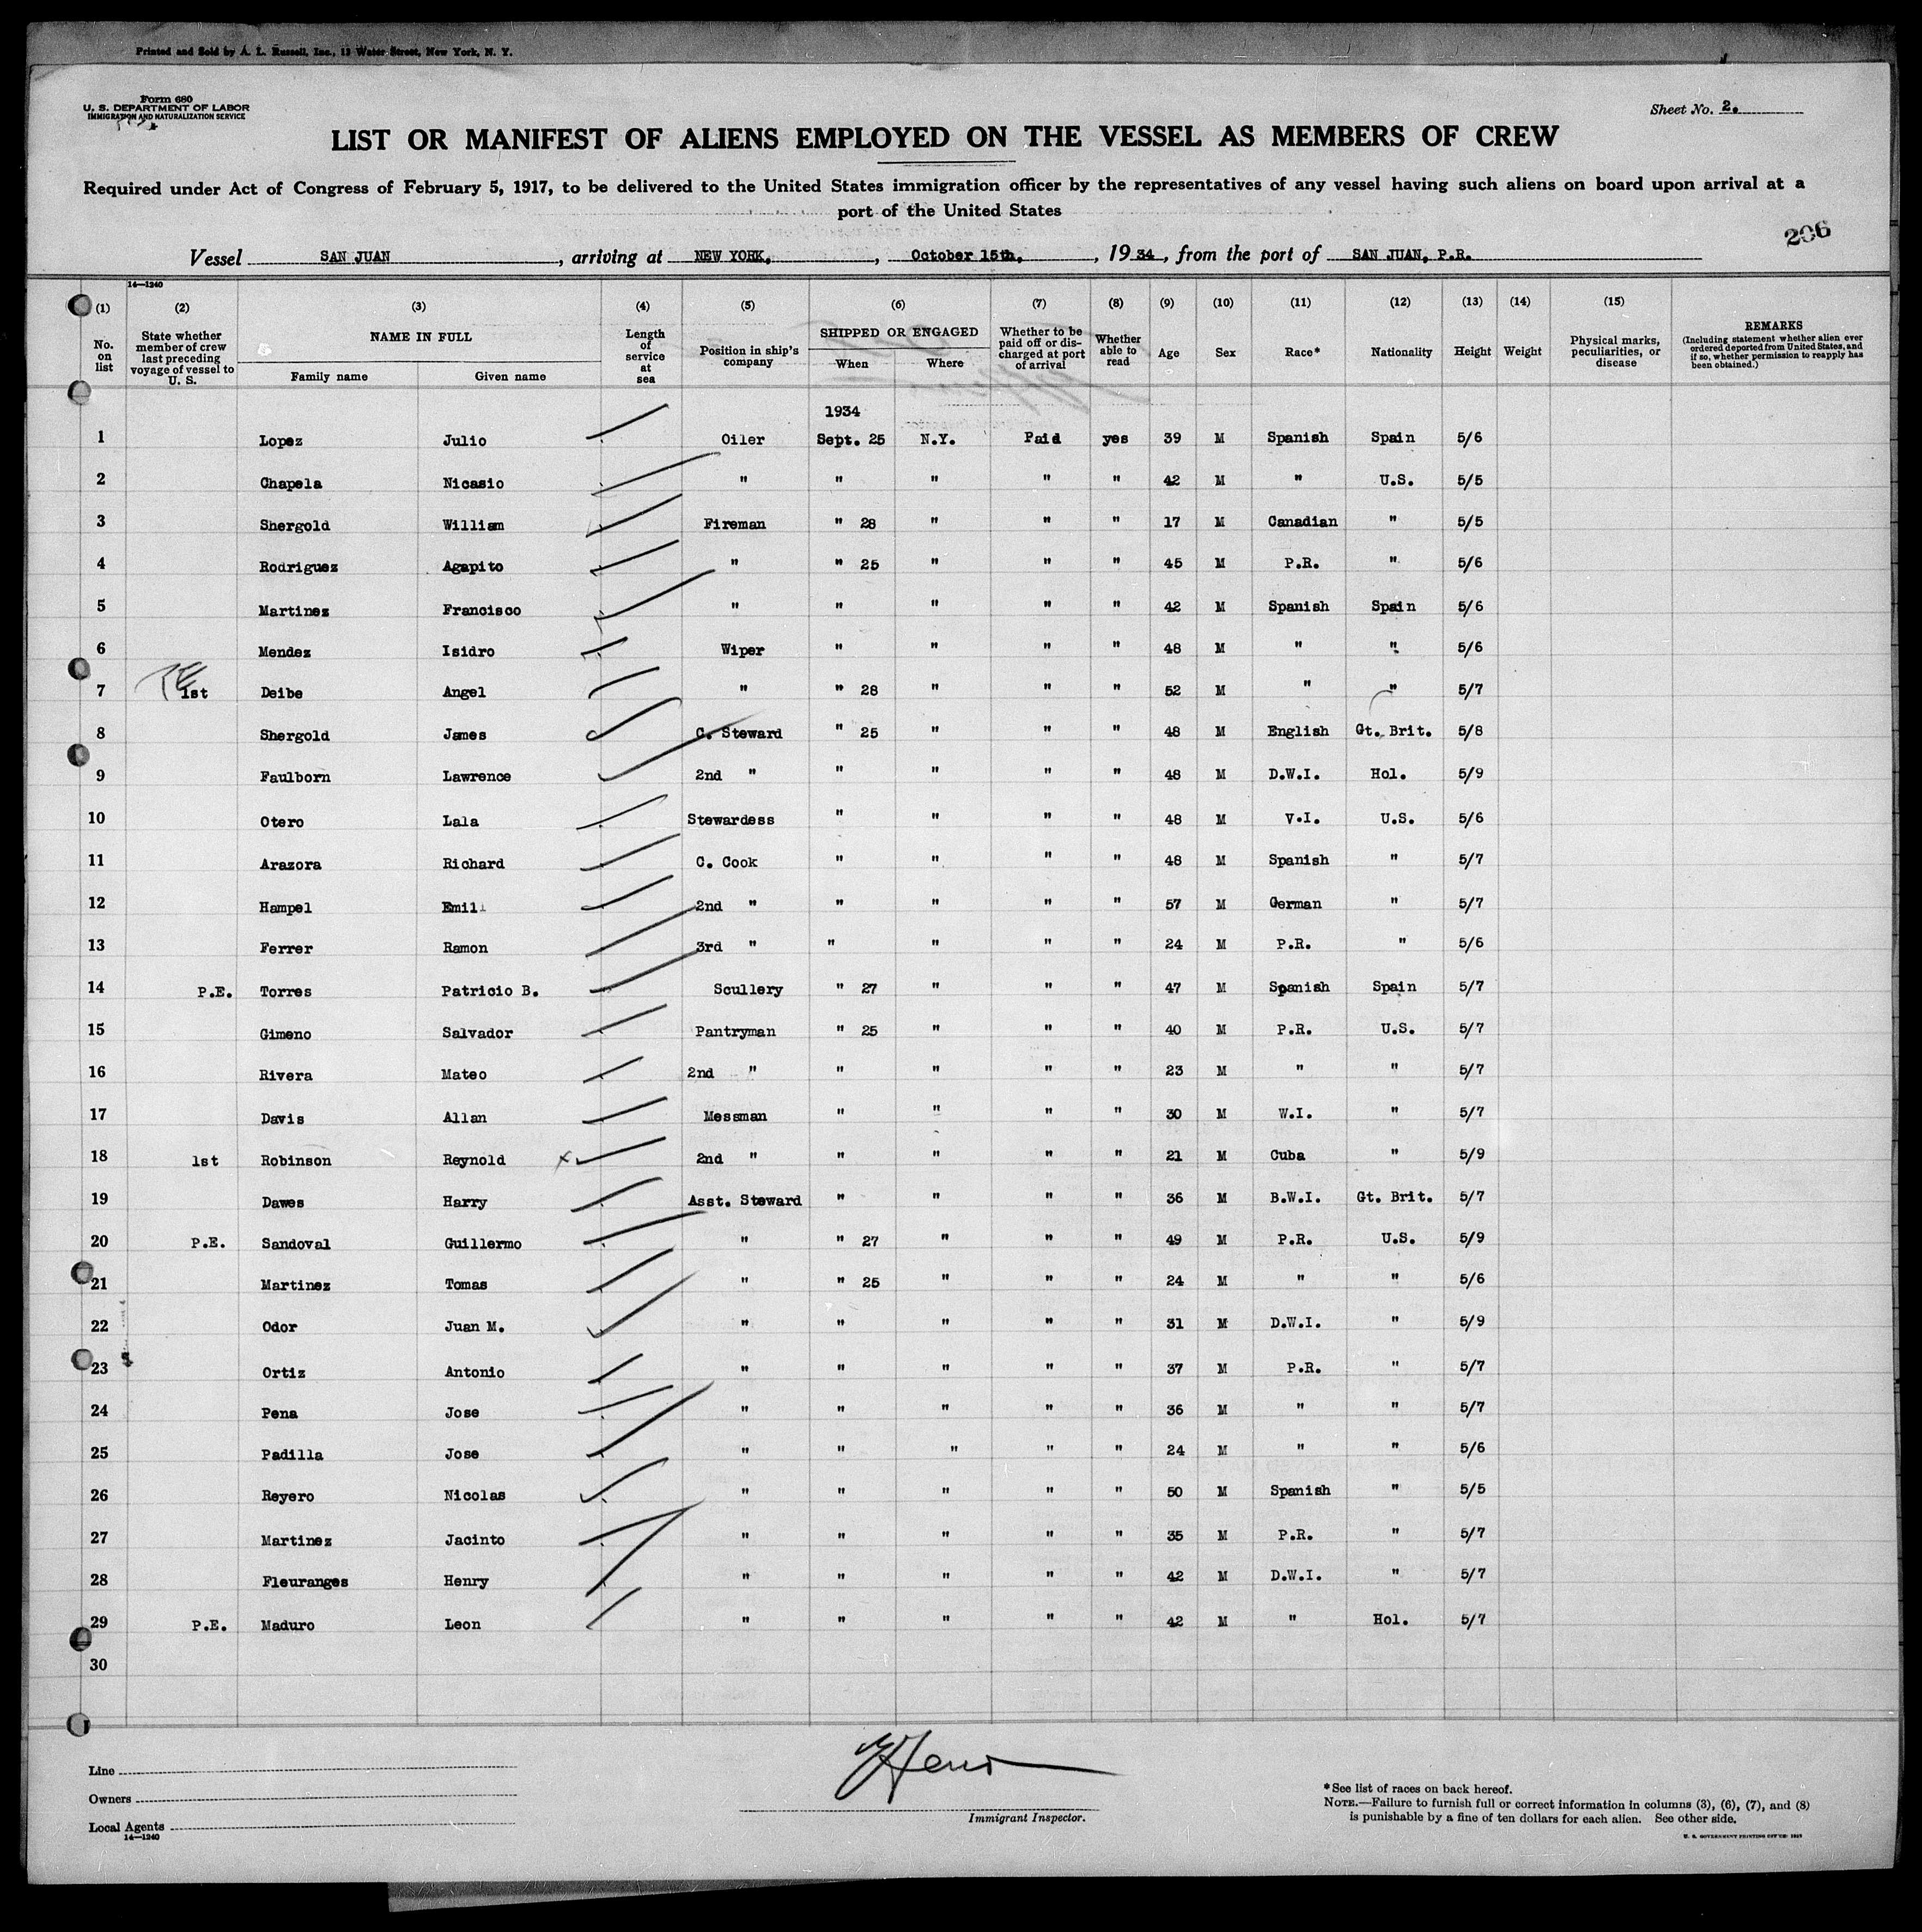 Printed and Sold by A. L. Russell, Inc., 13 Water Street, New York, N. Y.
Form 680
U. S. DEPARTMENT OF LABOR
IMMIGRATION AND NATURALIZATION SERVICE
Sheet No. 2.
LIST OR MANIFEST OF ALIENS EMPLOYED ON THE VESSEL AS MEMBERS OF CREW
Required under Act of Congress of February 5, 1917, to be delivered to the United States immigration officer by the representatives of any vessel having such aliens on board upon arrival at a
port of the United States
206
Vessel SAN JUAN, arriving at NEW YORK, , October 15th, , 1934, from the port of SAN JUAN, P.R.
14—1240
(1) (2) (3) (4) (5) (6) (7) (8) (9) (10) (11) (12) (13) (14) (15)
No. on list State whether member of crew last preceding voyage of vessel to U. S. NAME IN FULL Family name Given name Length of service at sea Position in ship's company SHIPPED OR ENGAGED When Where Whether to be paid off or discharged at port of arrival Whether able to read Age Sex Race* Nationality Height Weight Physical marks, peculiarities, or disease REMARKS (Including statement whether alien ever ordered deported from United States, and if so, whether permission to reapply has been obtained.)
1934
1 Lopez Julio Oiler Sept. 25 N.Y. Paid yes 39 M Spanish Spain 5/6
2 Chapela Nicasio " " " " " 42 M " U.S. 5/5
3 Shergold William Fireman " 28 " " " 17 M Canadian " 5/5
4 Rodriguez Agapito " " 25 " " " 45 M P.R. " 5/6
5 Martinez Francisco " " " " " 42 M Spanish Spain 5/6
6 Mendez Isidro Wiper " " " " 48 M " " 5/6
7 1st Deibe Angel " " 28 " " " 52 M " " 5/7
8 Shergold James C. Steward " 25 " " " 48 M English Gt. Brit. 5/8
9 Faulborn Lawrence 2nd " " " " " 48 M D.W.I. Hol. 5/9
10 Otero Lala Stewardess " " " " 48 M V.I. U.S. 5/6
11 Arazora Richard C. Cook " " " " 48 M Spanish " 5/7
12 Hampel Emil 2nd " " " " " 57 M German " 5/7
13 Ferrer Ramon 3rd " " " " " 24 M P.R. " 5/6
14 P.E. Torres Patricio B. Scullery " 27 " " " 47 M Spanish Spain 5/7
15 Gimeno Salvador Pantryman " 25 " " " 40 M P.R. U.S. 5/7
16 Rivera Mateo 2nd " " " " " 23 M " " 5/7
17 Davis Allan Messman " " " " 30 M W.I. " 5/7
18 1st Robinson Reynold x 2nd " " " " " 21 M Cuba " 5/9
19 Dawes Harry Asst. Steward " " " " 36 M B.W.I. Gt. Brit. 5/7
20 P.E. Sandoval Guillermo " " 27 " " " 49 M P.R. U.S. 5/9
21 Martinez Tomas " " 25 " " " 24 M " " 5/6
22 Odor Juan M. " " " " " 31 M D.W.I. " 5/9
23 Ortiz Antonio " " " " " 37 M P.R. " 5/7
24 Pena Jose " " " " " 36 M " " 5/7
25 Padilla Jose " " " " " 24 M " " 5/6
26 Reyero Nicolas " " " " " 50 M Spanish " 5/5
27 Martinez Jacinto " " " " " 35 M P.R. " 5/7
28 Fleuranges Henry " " " " " 42 M D.W.I. " 5/7
29 P.E. Maduro Leon " " " " " 42 M " Hol. 5/7
30
Line
Owners
Local Agents
14—1240
Immigrant Inspector.
*See list of races on back hereof.
NOTE.—Failure to furnish full or correct information in columns (3), (6), (7), and (8)
is punishable by a fine of ten dollars for each alien. See other side.
U. S. GOVERNMENT PRINTING OFFICE: